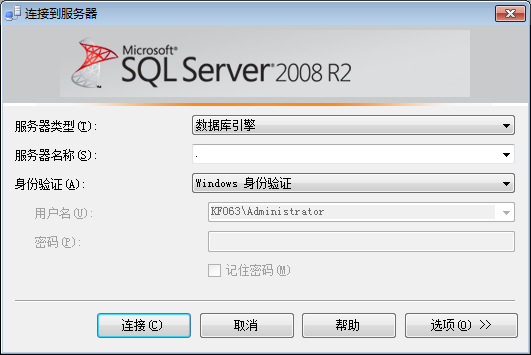 连接到服务器
Microsoft®
SQL Server® 2008 R2
服务器类型(T):
数据库引擎
服务器名称(S):
.
身份验证(A):
Windows 身份验证
用户名(U):
KF063\Administrator
密码(P):
记住密码(M)
连接(C)
取消
帮助
选项(O) >>